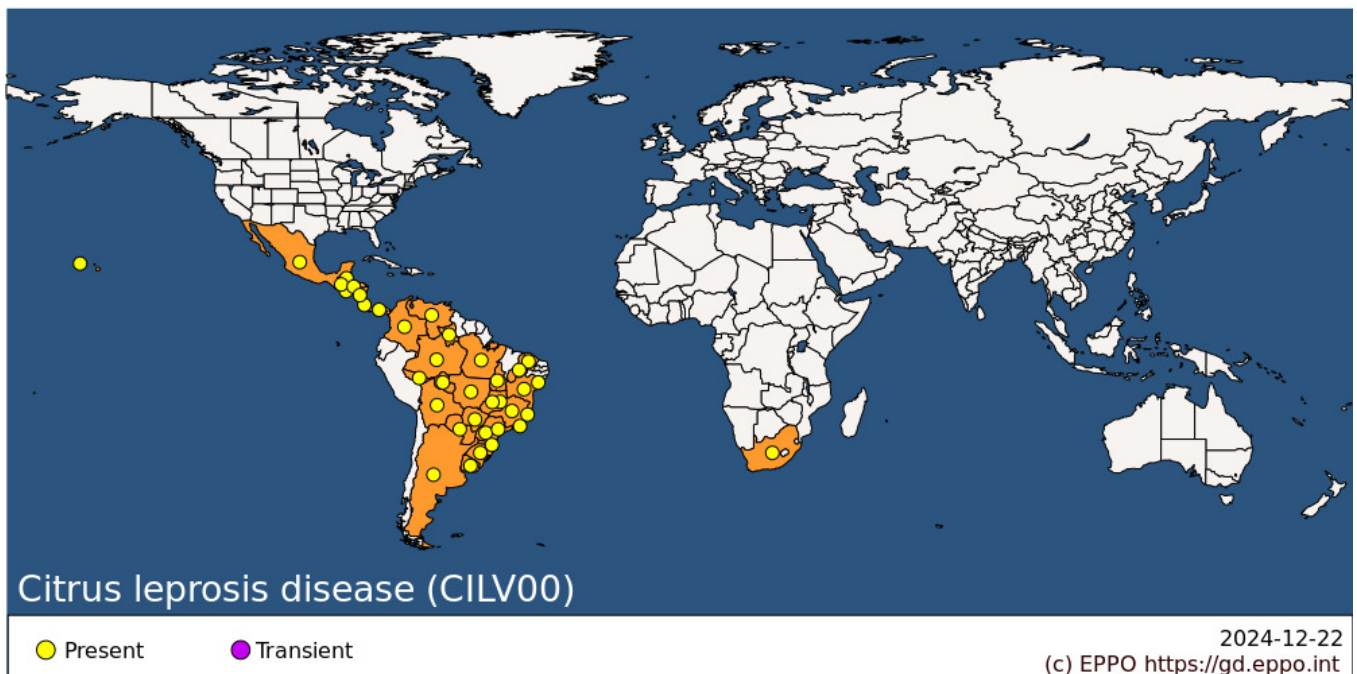 Citrus leprosis disease (CILV00)
Present
Transient
2024-12-22
(c) EPPO https://gd.eppo.int